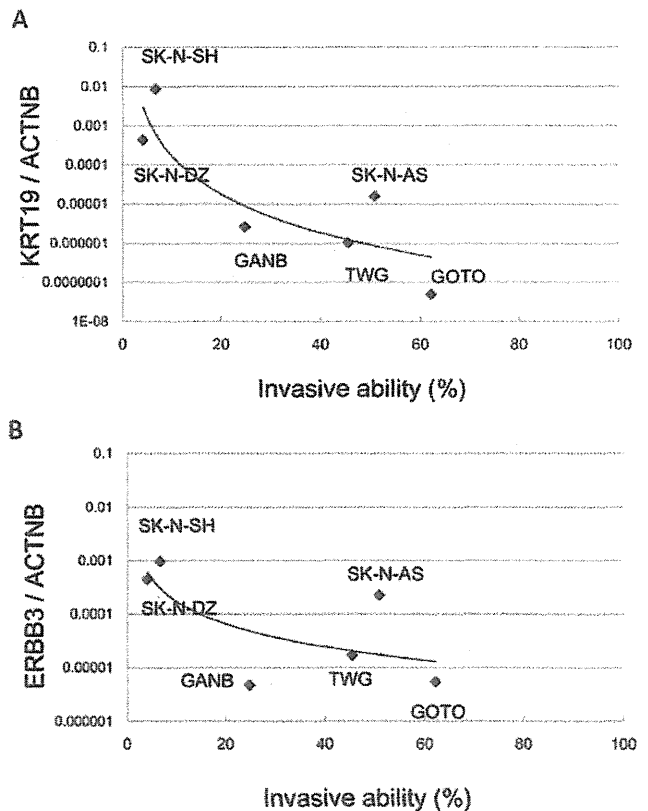 A
0.1
SK-N-SH
0.01
0.001
0.0001
SK-N-DZ
SK-N-AS
0.00001
0.000001
GANB
TWG
GOTO
0.0000001
1E-08
KRT19 / ACTNB
0 20 40 60 80 100
Invasive ability (%)
B
0.1
0.01
SK-N-SH
0.001
SK-N-AS
SK-N-DZ
0.0001
0.00001
GANB
TWG
GOTO
0.000001
ERBB3 / ACTNB
0 20 40 60 80 100
Invasive ability (%)